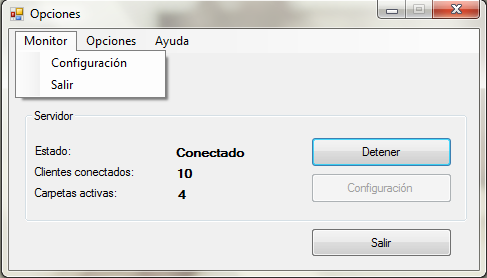 Opciones
Monitor Opciones Ayuda
Configuración
Salir
Servidor
Estado: Conectado Detener
Clientes conectados: 10
Carpetas activas: 4 Configuración
Salir